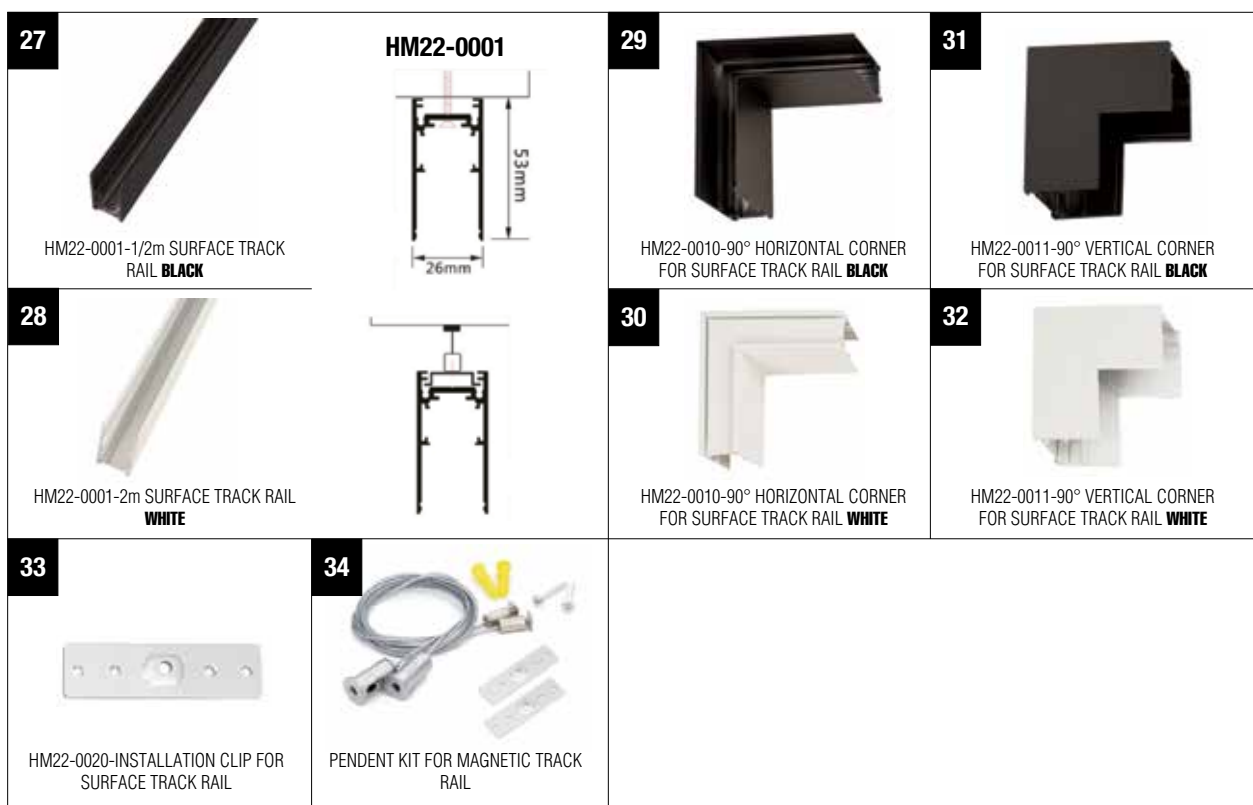 27
HM22-0001
53mm
26mm
HM22-0001-1/2m SURFACE TRACK
RAIL BLACK
29
HM22-0010-90° HORIZONTAL CORNER
FOR SURFACE TRACK RAIL BLACK
31
HM22-0011-90° VERTICAL CORNER
FOR SURFACE TRACK RAIL BLACK
28
HM22-0001-2m SURFACE TRACK RAIL
WHITE
30
HM22-0010-90° HORIZONTAL CORNER
FOR SURFACE TRACK RAIL WHITE
32
HM22-0011-90° VERTICAL CORNER
FOR SURFACE TRACK RAIL WHITE
33
HM22-0020-INSTALLATION CLIP FOR
SURFACE TRACK RAIL
34
PENDENT KIT FOR MAGNETIC TRACK
RAIL